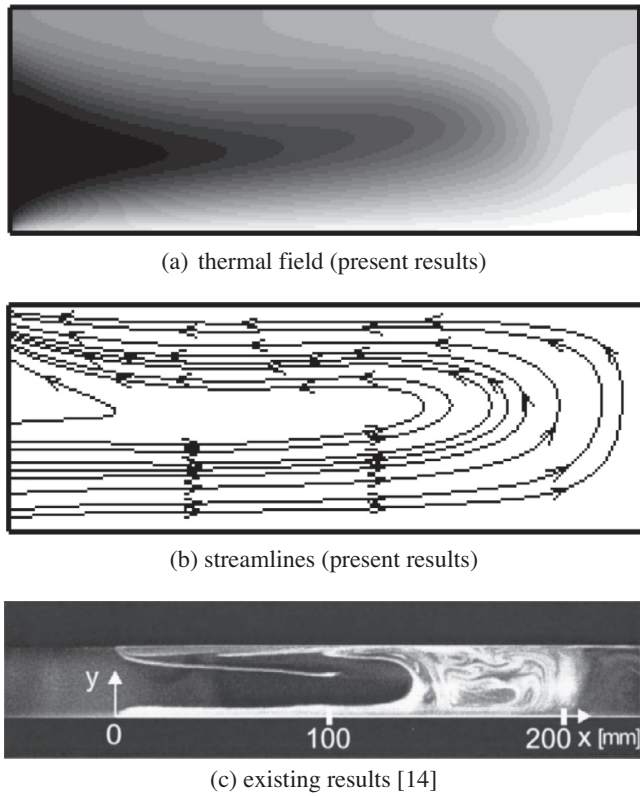 (a) thermal field (present results)
(b) streamlines (present results)
y
0
100
200 x [mm]
(c) existing results [14]